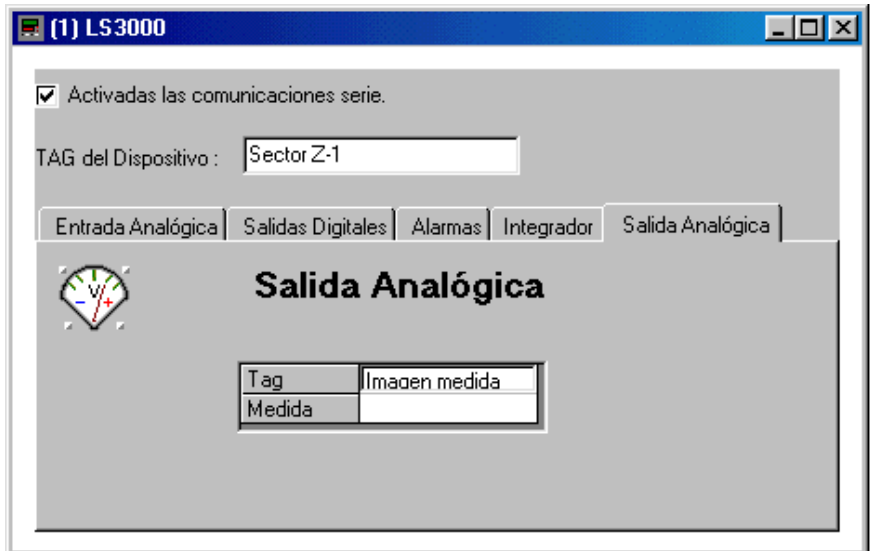 (1) LS3000
Activadas las comunicaciones serie.
TAG del Dispositivo : Sector Z-1
Entrada Analógica Salidas Digitales Alarmas Integrador Salida Analógica
V
- +
Salida Analógica
Tag Imagen medida
Medida